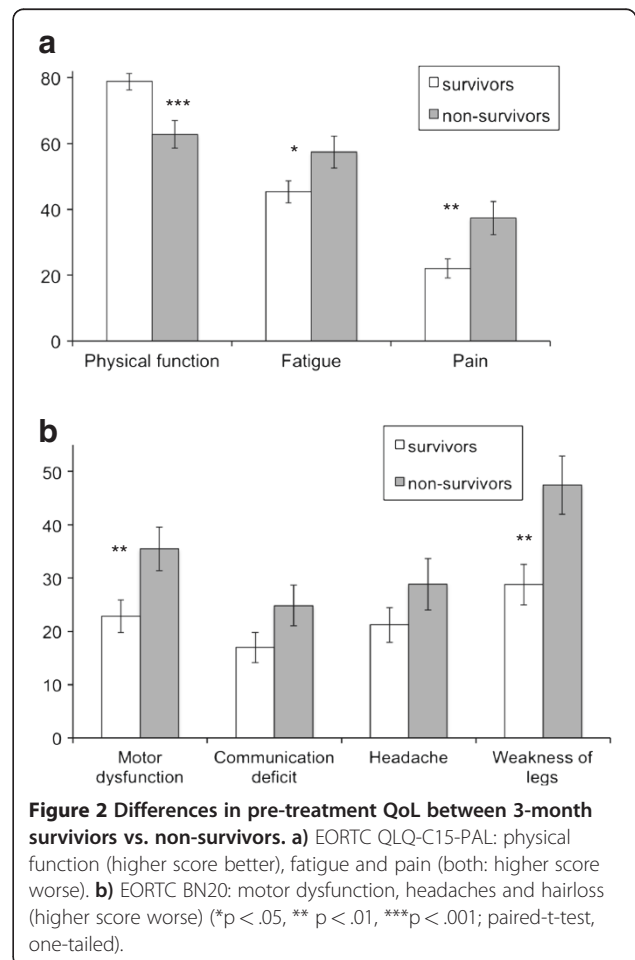 a
80
60
40
20
0
***
*
**
survivors
non-survivors
Physical function Fatigue Pain
b
50
40
30
20
10
0
**
**
survivors
non-survivors
Motor dysfunction Communication deficit Headache Weakness of legs
Figure 2 Differences in pre-treatment QoL between 3-month
surviviors vs. non-survivors. a) EORTC QLQ-C15-PAL: physical
function (higher score better), fatigue and pain (both: higher score
worse). b) EORTC BN20: motor dysfunction, headaches and hairloss
(higher score worse) (*p < .05, ** p < .01, ***p < .001; paired-t-test,
one-tailed).